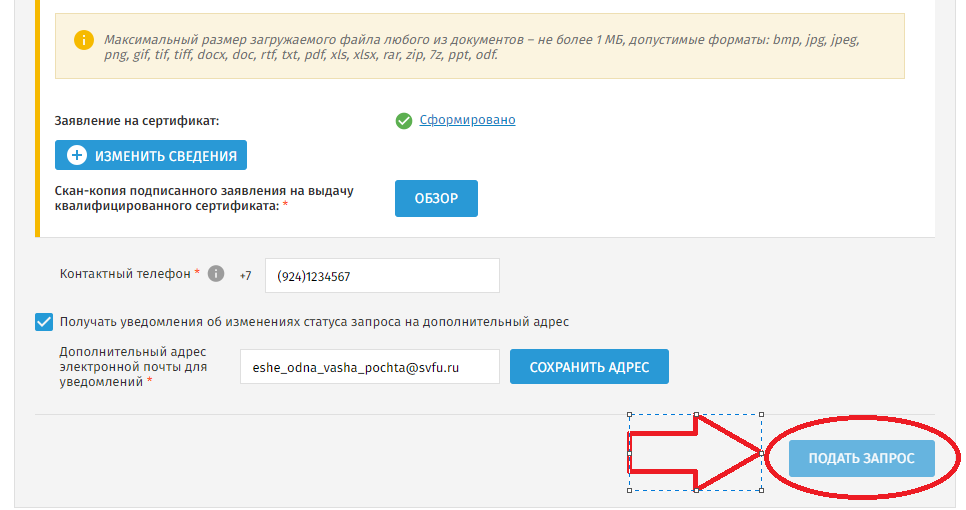 Максимальный размер загружаемого файла любого из документов – не более 1 МБ, допустимые форматы: bmp, jpg, jpeg,
png, gif, tif, tiff, docx, doc, rtf, txt, pdf, xls, xlsx, rar, zip, 7z, ppt, odf.
Заявление на сертификат: Сформировано
ИЗМЕНИТЬ СВЕДЕНИЯ
Скан-копия подписанного заявления на выдачу
квалифицированного сертификата: *
ОБЗОР
Контактный телефон * +7 (924)1234567
Получать уведомления об изменениях статуса запроса на дополнительный адрес
Дополнительный адрес
электронной почты для
уведомлений *
eshe_odna_vasha_pochta@svfu.ru
СОХРАНИТЬ АДРЕС
ПОДАТЬ ЗАПРОС